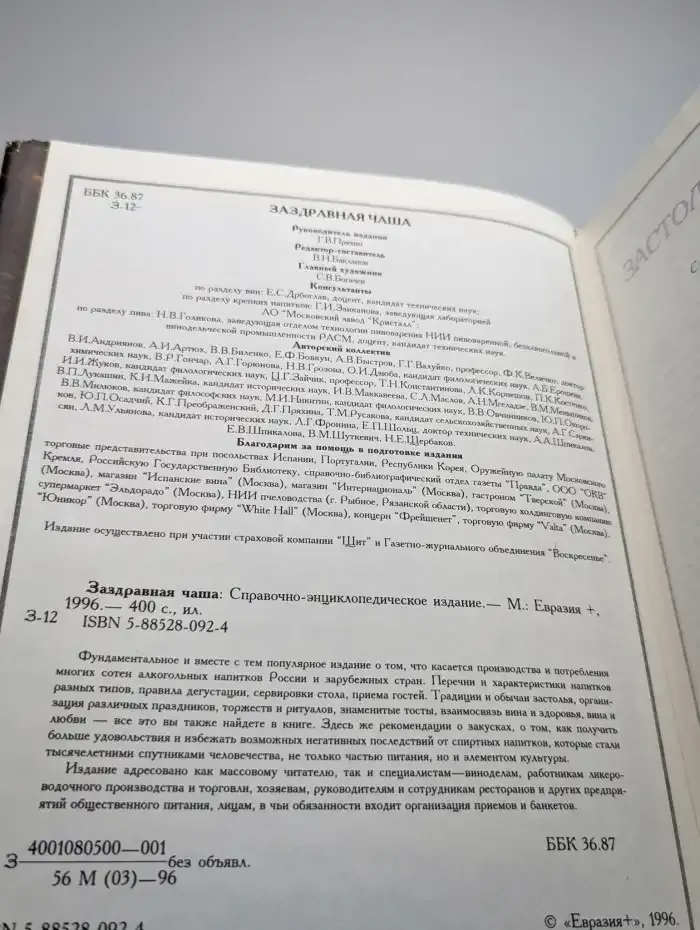 ББК 36.87
З-12
ЗАЗДРАВНАЯ ЧАША
Руководитель издания
Редактор-составитель
В.Н.Бакланов
Главный художник
С.В.Богачев
Консультанты
по разделу вин: Е.С.Дрбоглав, доцент, кандидат технических наук;
по разделу крепких напитков: Г.И.Заиканова, заведующая лабораторией
АО "Московский завод "Кристалл";
по разделу пива: Н.В.Голикова, заведующая отделом технологии пивоварения НИИ пивоваренной, безалкогольной и
винодельческой промышленности РАСМ, доцент, кандидат технических наук.
Авторский коллектив
В.И.Андриянов, А.И.Артюх, В.В.Биленко, Е.Ф.Бовкун, А.В.Быстров, Г.Г.Валуйко, профессор, Ф.К.Величко, доктор
химических наук, В.Р.Гончар, А.Г.Горюнова, Н.В.Грозова, О.И.Дзюба, кандидат филологических наук, А.Б.Ерошев,
И.И.Жуков, кандидат филологических наук, Ц.Г.Зайчик, профессор, Т.Н.Константинова, Л.К.Корнешов, П.К.Костенко,
В.П.Лукашин, К.И.Мажейка, кандидат исторических наук, И.В.Маккавеева, С.Л.Маслов, А.Н.Мгеладзе, В.М.Меньшиков,
В.В.Милюков, кандидат философских наук, М.И.Никитин, кандидат филологических наук, В.В.Овчинников, Ю.П.Окоро-
ков, Ю.П.Осадчий, К.Г.Преображенский, Д.Г.Пряхина, Т.М.Русакова, кандидат сельскохозяйственных наук, А.Г.Сарки-
сян, Л.М.Ульянова, кандидат исторических наук, Л.Г.Фронина, Е.П.Шольц, доктор технических наук, А.А.Шпикалов,
Е.В.Шпикалова, В.М.Шуткевич, Н.Е.Щербаков.
Благодарим за помощь в подготовке издания
торговые представительства при посольствах Испании, Португалии, Республики Корея, Оружейную палату Московского
Кремля, Российскую Государственную Библиотеку, справочно-библиографический отдел газеты "Правда", ООО "ОКВ"
(Москва), магазин "Испанские вина" (Москва), магазин "Интернациональ" (Москва), гастроном "Тверской" (Москва),
супермаркет "Эльдорадо" (Москва), НИИ пчеловодства (г. Рыбное, Рязанской области), торговую холдинговую компанию
"Юникор" (Москва), торговую фирму "White Hall" (Москва), концерн "Фрейшенет", торговую фирму "Valta" (Москва).
Издание осуществлено при участии страховой компании "Щит" и Газетно-журнального объединения "Воскресенье".
Заздравная чаша: Справочно-энциклопедическое издание.— М.: Евразия +,
1996.— 400 с., ил.
З-12
ISBN 5-88528-092-4
Фундаментальное и вместе с тем популярное издание о том, что касается производства и потребления
многих сотен алкогольных напитков России и зарубежных стран. Перечни и характеристики напитков
разных типов, правила дегустации, сервировки стола, приема гостей. Традиции и обычаи застолья, органи-
зация различных праздников, торжеств и ритуалов, знаменитые тосты, взаимосвязь вина и здоровья, вина и
любви — все это вы также найдете в книге. Здесь же рекомендации о закусках, о том, как получить
больше удовольствия и избежать возможных негативных последствий от спиртных напитков, которые стали
тысячелетними спутниками человечества, не только частью питания, но и элементом культуры.
Издание адресовано как массовому читателю, так и специалистам—виноделам, работникам ликеро-
водочного производства и торговли, хозяевам, руководителям и сотрудникам ресторанов и других предпри-
ятий общественного питания, лицам, в чьи обязанности входит организация приемов и банкетов.
З 4001080500—001
56 М (03)—96 без объявл.
ББК 36.87
N 5-88528-092-4
© «Евразия+», 1996.
ЗАСТОЛ